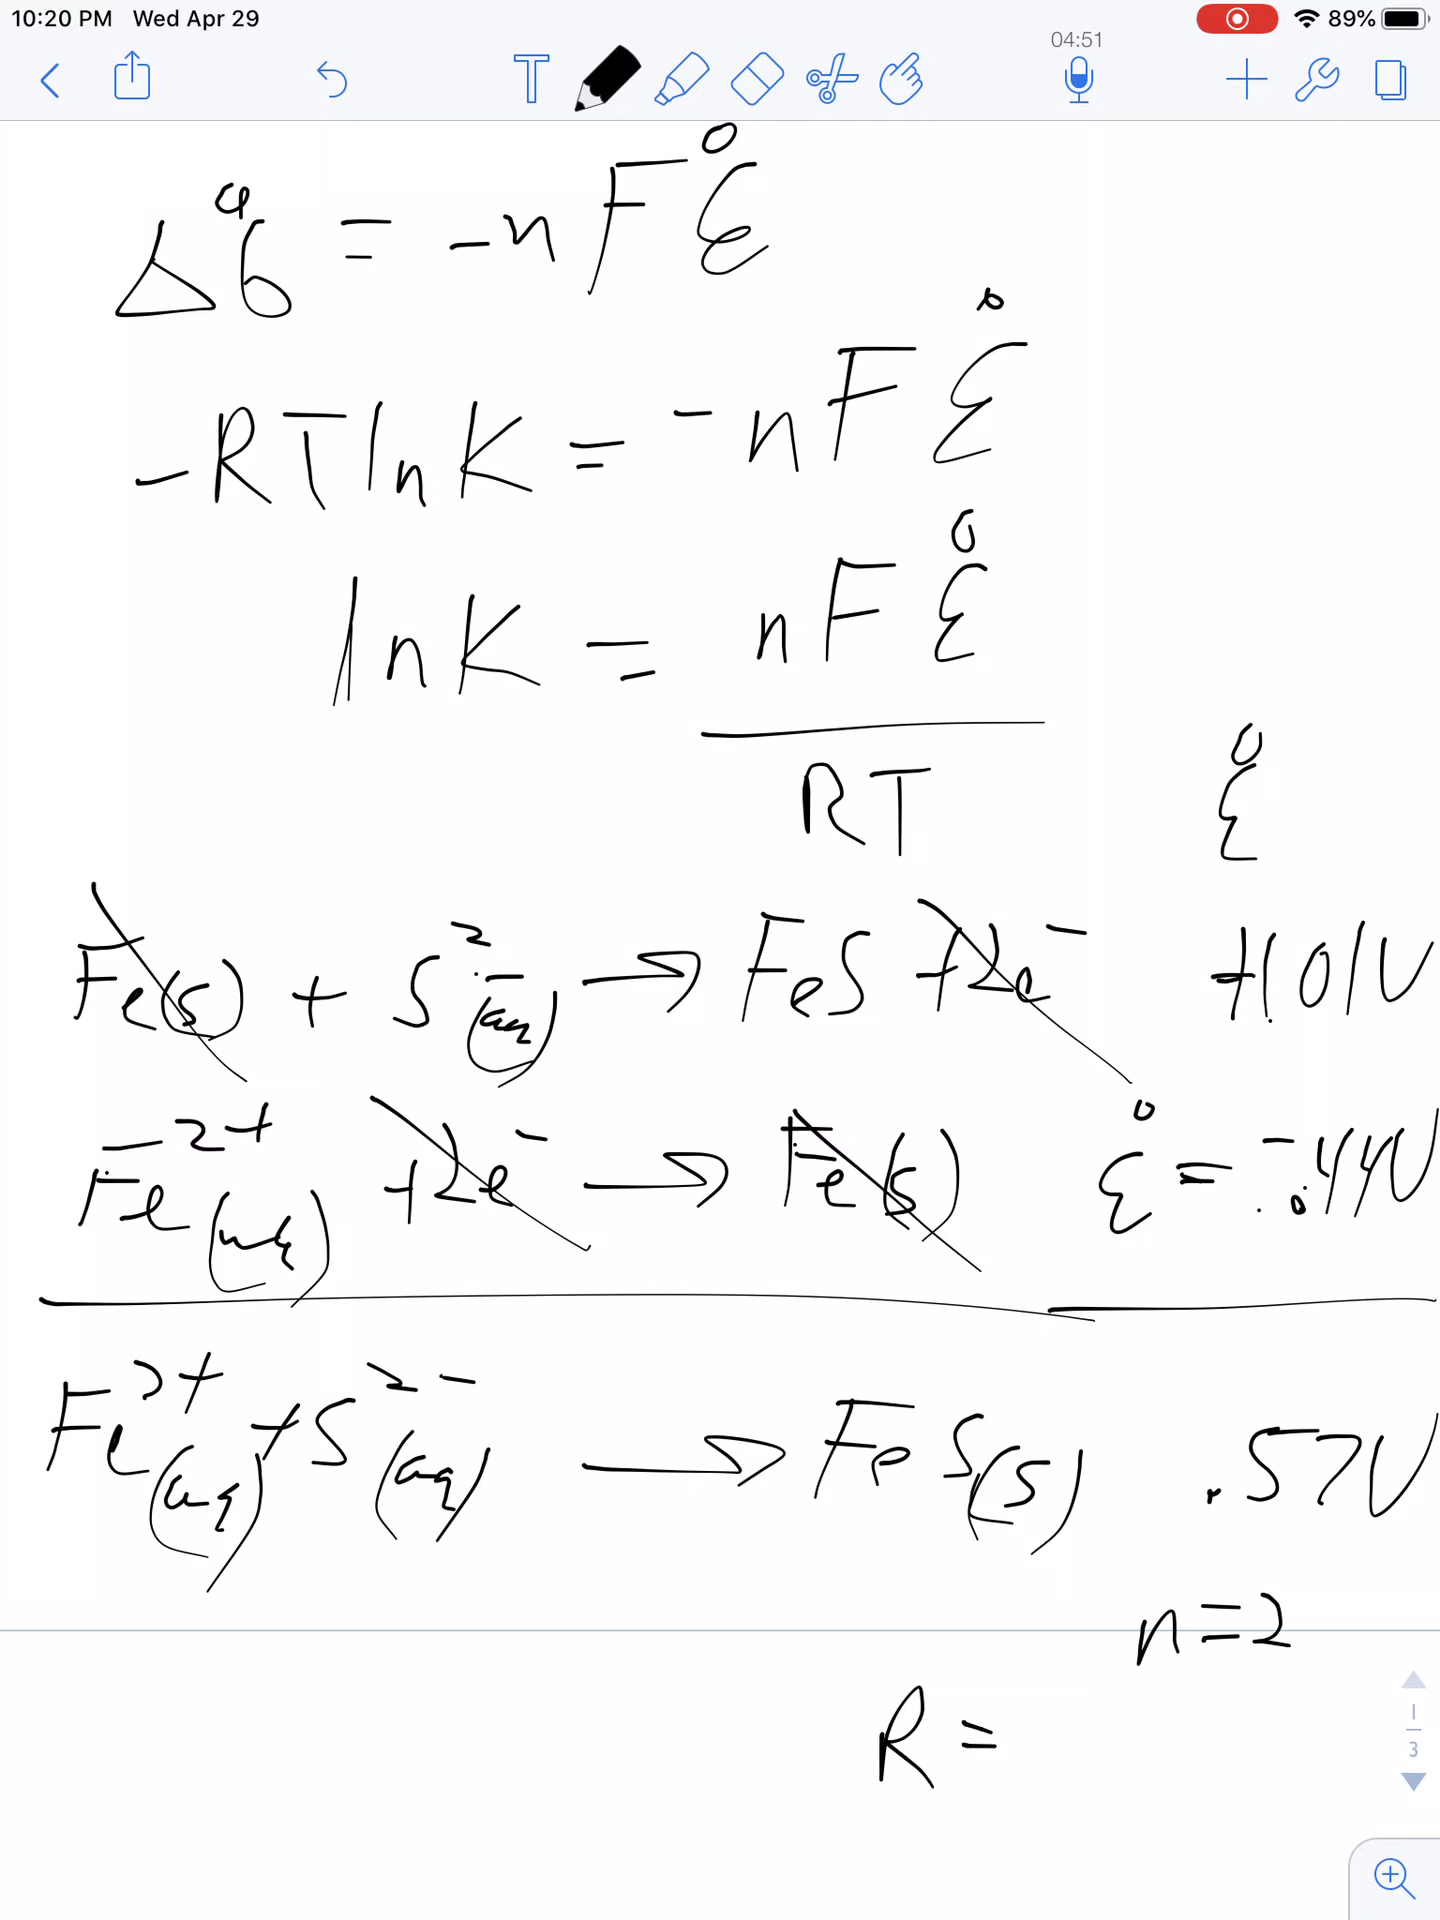 10:20 PM Wed Apr 29 89%
04:51
T
ΔG° = -nFℰ°
-RTlnK = -nFℰ°
lnK = nFℰ°
RT
ℰ°
Fe(s) + S²⁻(aq) → FeS +2e⁻ +1.01V
Fe²⁺(aq) +2e⁻ → Fe(s) ℰ° = -.44V
Fe²⁺(aq) + S²⁻(aq) → FeS(s) .57V
n=2
R=
1
3